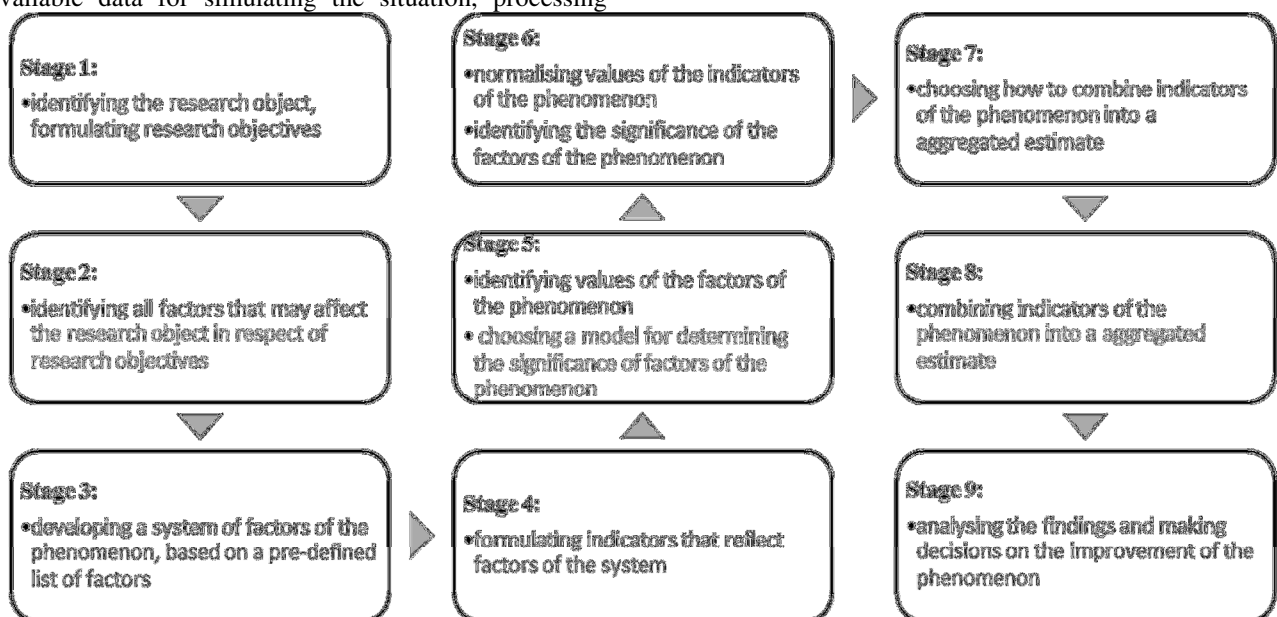 vailable data for simulating the situation, processing
Stage 1:
•identifying the research object,
formulating research objectives
Stage 2:
•identifying all factors that may affect
the research object in respect of
research objectives
Stage 3:
•developing a system of factors of the
phenomenon, based on a pre-defined
list of factors
Stage 4:
•formulating indicators that reflect
factors of the system
Stage 5:
•identifying values of the factors of
the phenomenon
• choosing a model for determining
the significance of factors of the
phenomenon
Stage 6:
•normalising values of the indicators
of the phenomenon
•identifying the significance of the
factors of the phenomenon
Stage 7:
•choosing how to combine indicators
of the phenomenon into a
aggregated estimate
Stage 8:
•combining indicators of the
phenomenon into a aggregated
estimate
Stage 9:
•analysing the findings and making
decisions on the improvement of the
phenomenon